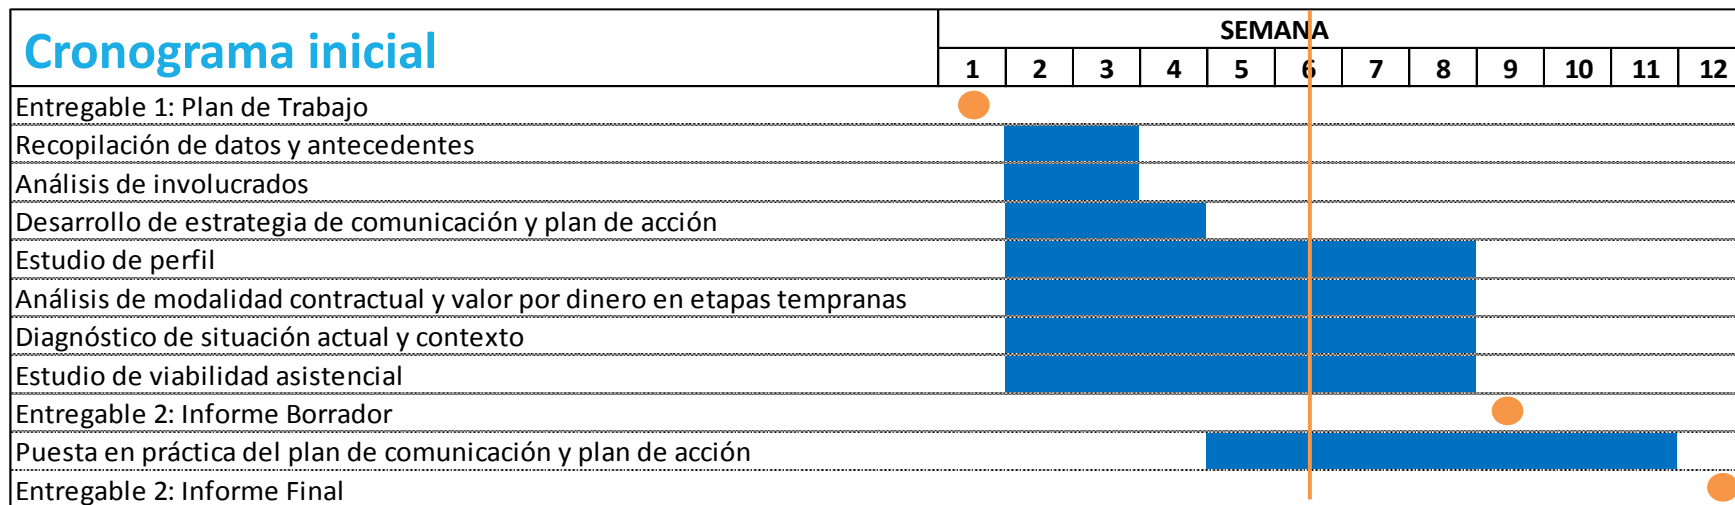 Cronograma inicial
SEMANA
1 2 3 4 5 6 7 8 9 10 11 12
Entregable 1: Plan de Trabajo
Recopilación de datos y antecedentes
Análisis de involucrados
Desarrollo de estrategia de comunicación y plan de acción
Estudio de perfil
Análisis de modalidad contractual y valor por dinero en etapas tempranas
Diagnóstico de situación actual y contexto
Estudio de viabilidad asistencial
Entregable 2: Informe Borrador
Puesta en práctica del plan de comunicación y plan de acción
Entregable 2: Informe Final